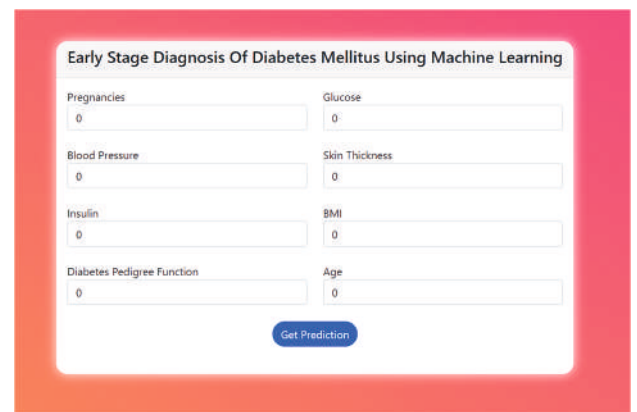 Early Stage Diagnosis Of Diabetes Mellitus Using Machine Learning
Pregnancies
Glucose
0
0
Blood Pressure
Skin Thickness
0
0
Insulin
BMI
0
0
Diabetes Pedigree Function
Age
0
0
Get Prediction